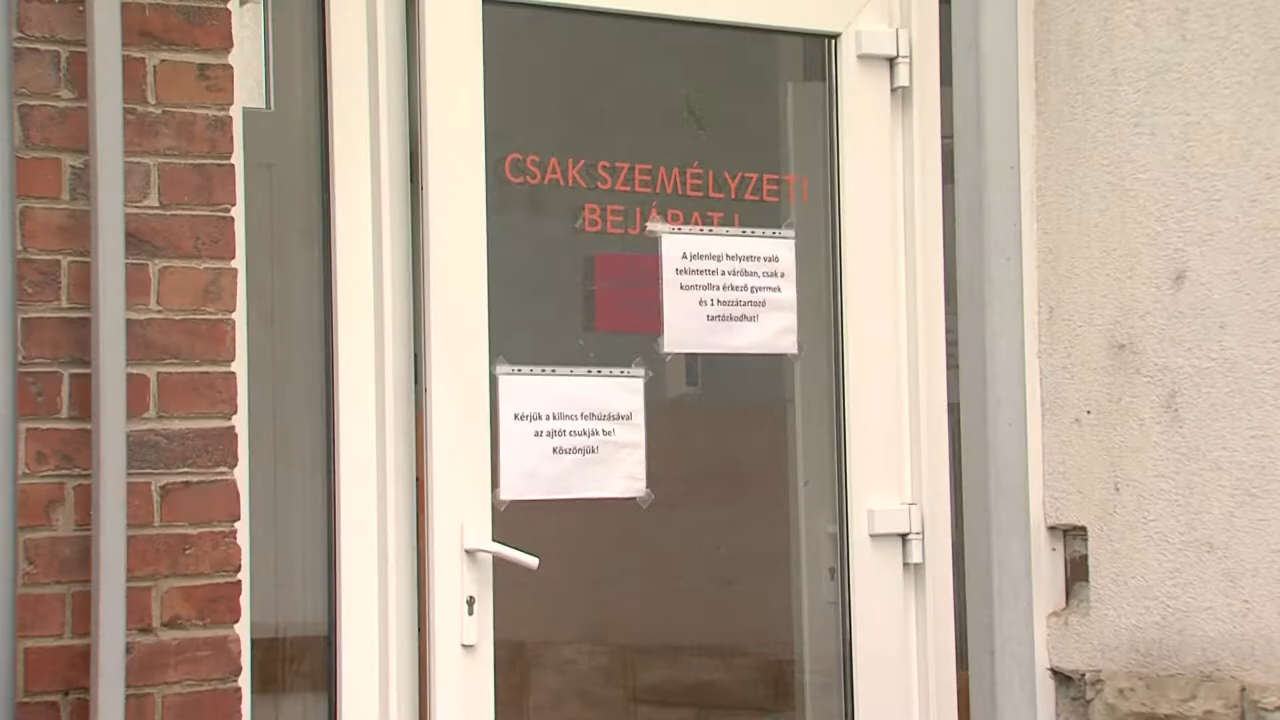 CSAK SZEMÉLYZETI
BEJÁRAT!
A jelenlegi helyzetre való
tekintettel a váróban, csak a
kontrollra érkező gyermek
és 1 hozzátartozó
tartózkodhat!
Kérjük a kilincs felhúzásával
az ajtót csukják be!
Köszönjük!